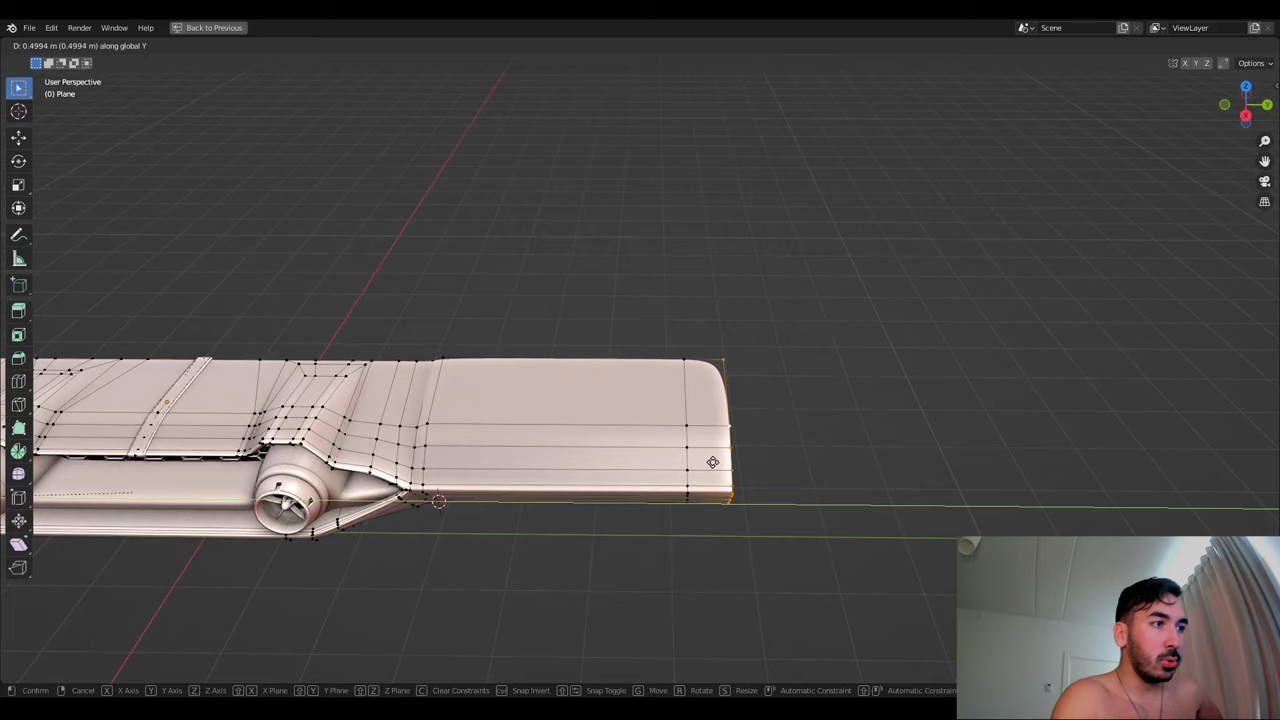 File Edit Render Window Help Back to Previous Scene ViewLayer
D: 0.4994 m (0.4994 m) along global Y
X Y Z Options
User Perspective
(0) Plane
Z
Y
X
Confirm Cancel X X Axis Y Y Axis Z Z Axis X X Plane Y Y Plane Z Z Plane C Clear Constraints Ctrl Snap Invert Snap Toggle G Move R Rotate S Resize Automatic Constraint Automatic Constraint